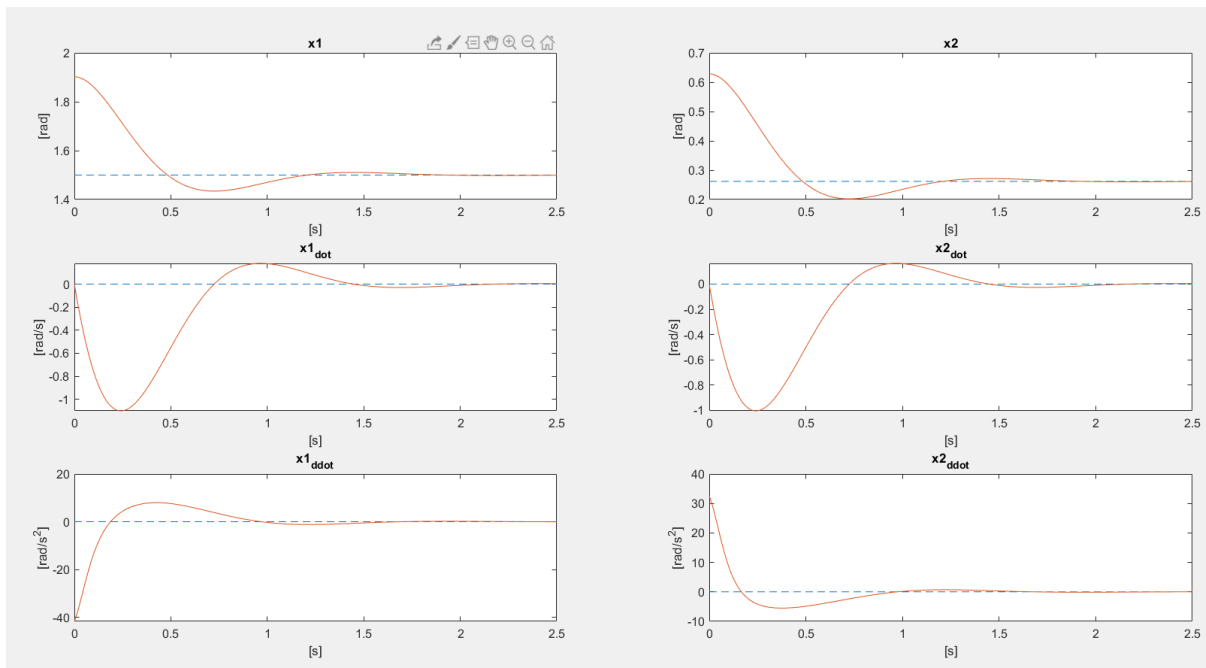 x1
2
1.8
1.6
1.4
[rad]
0 0.5 1 1.5 2 2.5
[s]
x2
0.7
0.6
0.5
0.4
0.3
0.2
[rad]
0 0.5 1 1.5 2 2.5
[s]
x1dot
0
-0.2
-0.4
-0.6
-0.8
-1
[rad/s]
0 0.5 1 1.5 2 2.5
[s]
x2dot
0
-0.2
-0.4
-0.6
-0.8
-1
[rad/s]
0 0.5 1 1.5 2 2.5
[s]
x1ddot
20
0
-20
-40
[rad/s²]
0 0.5 1 1.5 2 2.5
[s]
x2ddot
40
30
20
10
0
-10
[rad/s²]
0 0.5 1 1.5 2 2.5
[s]